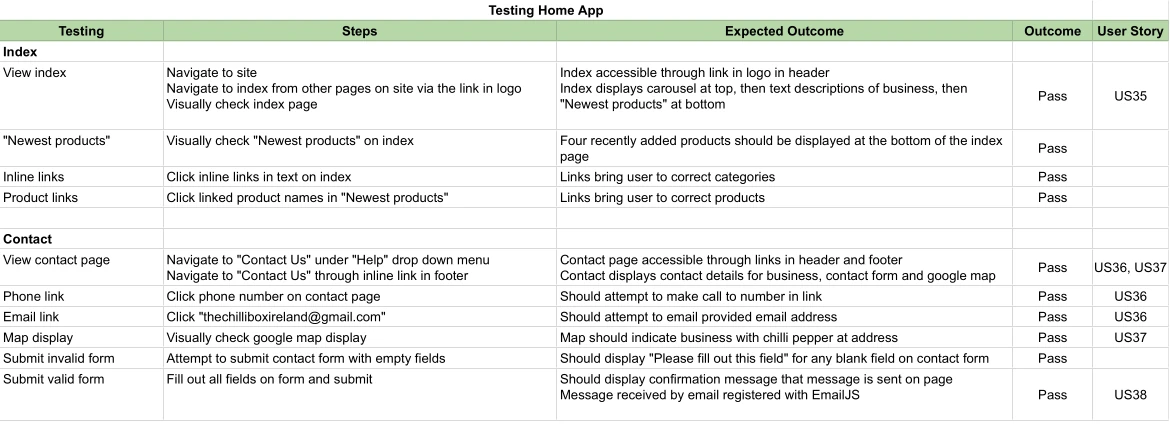 Testing Home App
Testing Steps Expected Outcome Outcome User Story
Index
View index Navigate to site Index accessible through link in logo in header
Navigate to index from other pages on site via the link in logo Index displays carousel at top, then text descriptions of business, then
Visually check index page "Newest products" at bottom
Pass US35
"Newest products" Visually check "Newest products" on index Four recently added products should be displayed at the bottom of the index
page
Pass
Inline links Click inline links in text on index Links bring user to correct categories Pass
Product links Click linked product names in "Newest products" Links bring user to correct products Pass
Contact
View contact page Navigate to "Contact Us" under "Help" drop down menu Contact page accessible through links in header and footer
Navigate to "Contact Us" through inline link in footer Contact displays contact details for business, contact form and google map
Pass US36, US37
Phone link Click phone number on contact page Should attempt to make call to number in link Pass US36
Email link Click "thechilliboxireland@gmail.com" Should attempt to email provided email address Pass US36
Map display Visually check google map display Map should indicate business with chilli pepper at address Pass US37
Submit invalid form Attempt to submit contact form with empty fields Should display "Please fill out this field" for any blank field on contact form Pass
Submit valid form Fill out all fields on form and submit Should display confirmation message that message is sent on page
Message received by email registered with EmailJS
Pass US38